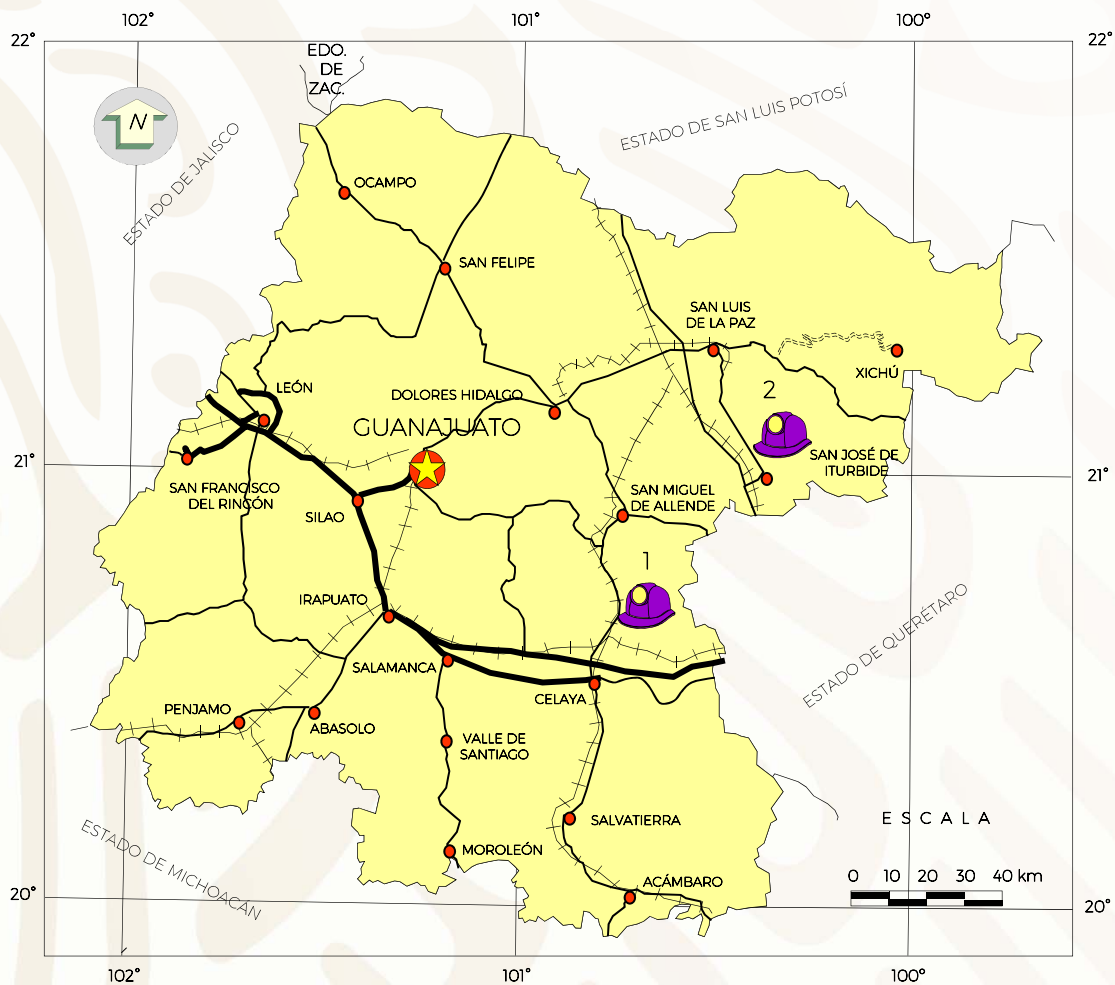 102°
101°
100°
22°
22°
EDO.
DE
ZAC.
ESTADO DE SAN LUIS POTOSÍ
N
ESTADO DE JALISCO
OCAMPO
SAN FELIPE
SAN LUIS
DE LA PAZ
XICHÚ
LEÓN
DOLORES HIDALGO
2
GUANAJUATO
21°
21°
SAN JOSÉ DE
ITURBIDE
SAN FRANCISCO
DEL RINCÓN
SILAO
SAN MIGUEL
DE ALLENDE
1
IRAPUATO
ESTADO DE QUERÉTARO
SALAMANCA
CELAYA
PENJAMO
ABASOLO
VALLE DE
SANTIAGO
SALVATIERRA
ESCALA
MOROLEÓN
ESTADO DE MICHOACÁN
ACÁMBARO
0 10 20 30 40 km
20°
20°
102°
101°
100°